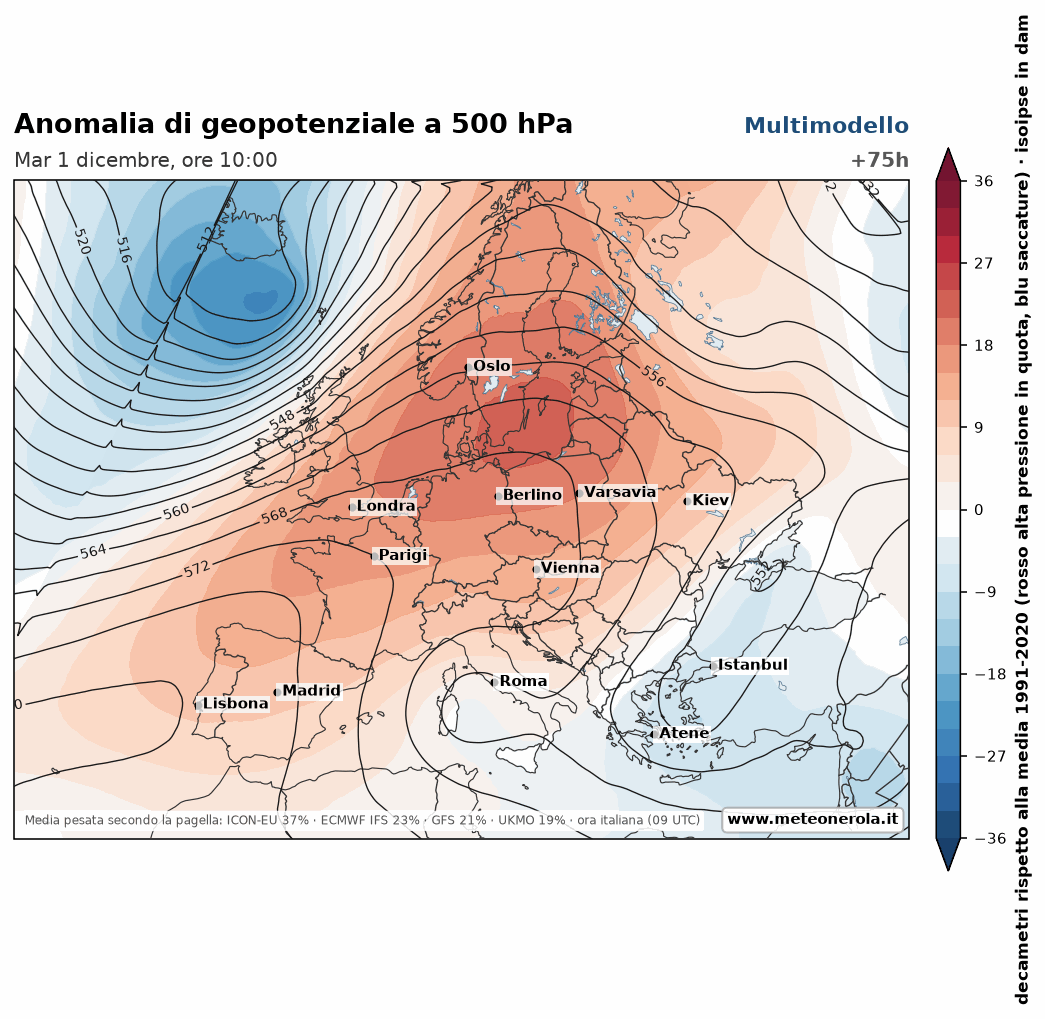 Anomalia di geopotenziale a 500 hPa
Multimodello
Mar 1 dicembre, ore 10:00
+75h
decametri rispetto alla media 1991-2020 (rosso alta pressione in quota, blu saccature) · isoipse in dam
36
27
18
9
0
−9
−18
−27
−36
520
516
512
532
548
556
560
568
564
572
552
0
Oslo
Berlino
Varsavia
Kiev
Londra
Parigi
Vienna
Istanbul
Roma
Madrid
Lisbona
Atene
Media pesata secondo la pagella: ICON-EU 37% · ECMWF IFS 23% · GFS 21% · UKMO 19% · ora italiana (09 UTC)
www.meteonerola.it